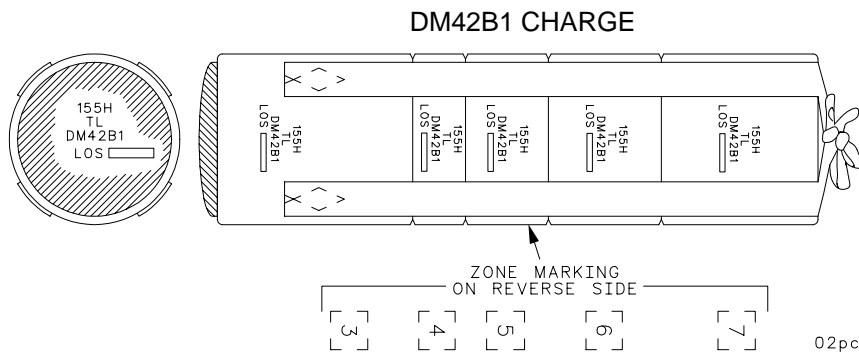 DM42B1 CHARGE
155H
TL
DM42B1
LOS
155H
TL
DM42B1
LOS
155H
TL
DM42B1
LOS
155H
TL
DM42B1
LOS
155H
TL
DM42B1
LOS
155H
TL
DM42B1
LOS
ZONE MARKING
ON REVERSE SIDE
3 4 5 6 7